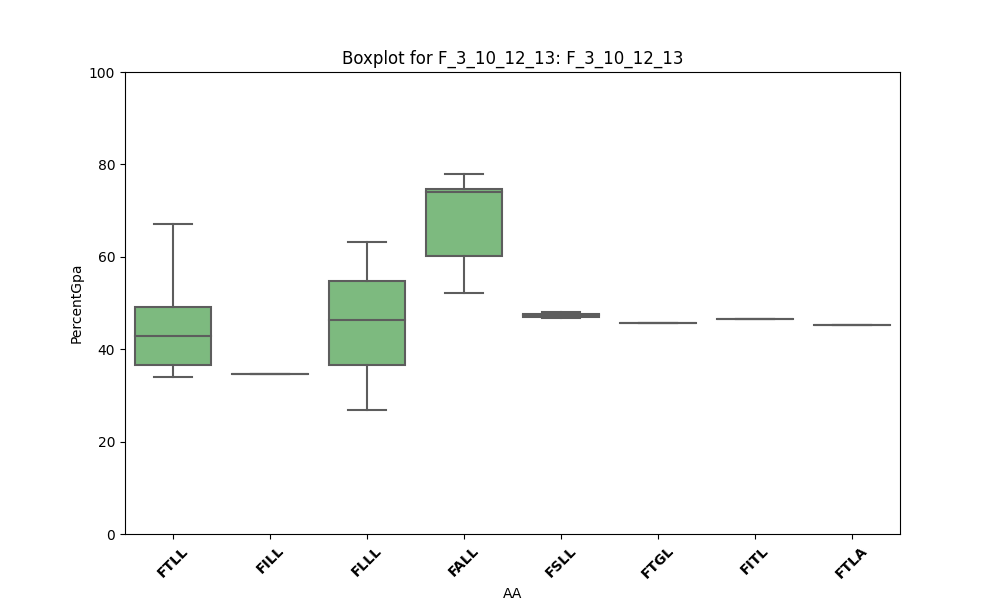 Boxplot for F_3_10_12_13: F_3_10_12_13
100
80
60
40
20
0
PercentGpa
FTLL
FILL
FLLL
FALL
FSLL
FTGL
FITL
FTLA
AA